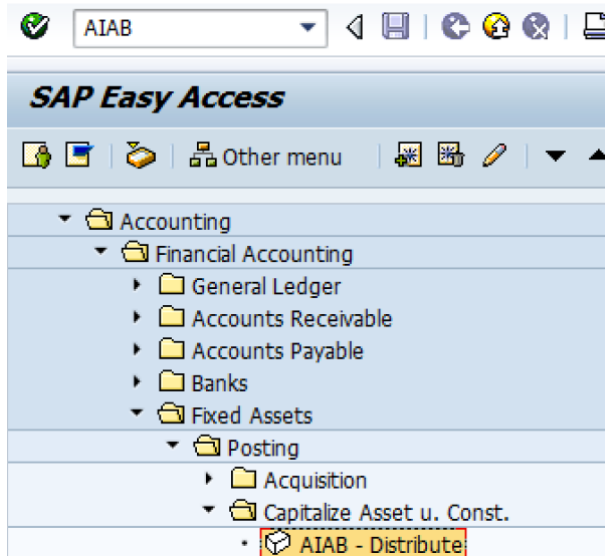 AIAB
SAP Easy Access
Other menu
Accounting
Financial Accounting
General Ledger
Accounts Receivable
Accounts Payable
Banks
Fixed Assets
Posting
Acquisition
Capitalize Asset u. Const.
AIAB - Distribute